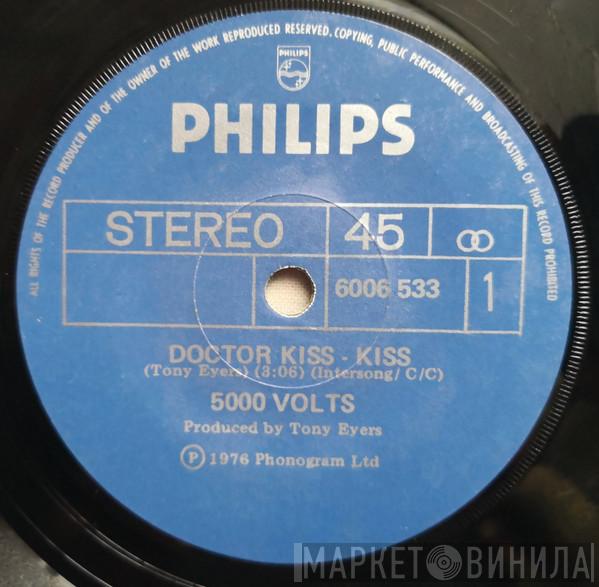 ALL RIGHTS OF THE RECORD PRODUCER AND OF THE OWNER OF THE WORK REPRODUCED RESERVED. COPYING, PUBLIC PERFORMANCE AND BROADCASTING OF THIS RECORD PROHIBITED
PHILIPS
PHILIPS
STEREO 45
6006 533 1
DOCTOR KISS - KISS
(Tony Eyers) (3:06) (Intersong/ C/C)
5000 VOLTS
Produced by Tony Eyers
Ⓟ 1976 Phonogram Ltd
МАРКЕТ ВИНИЛА